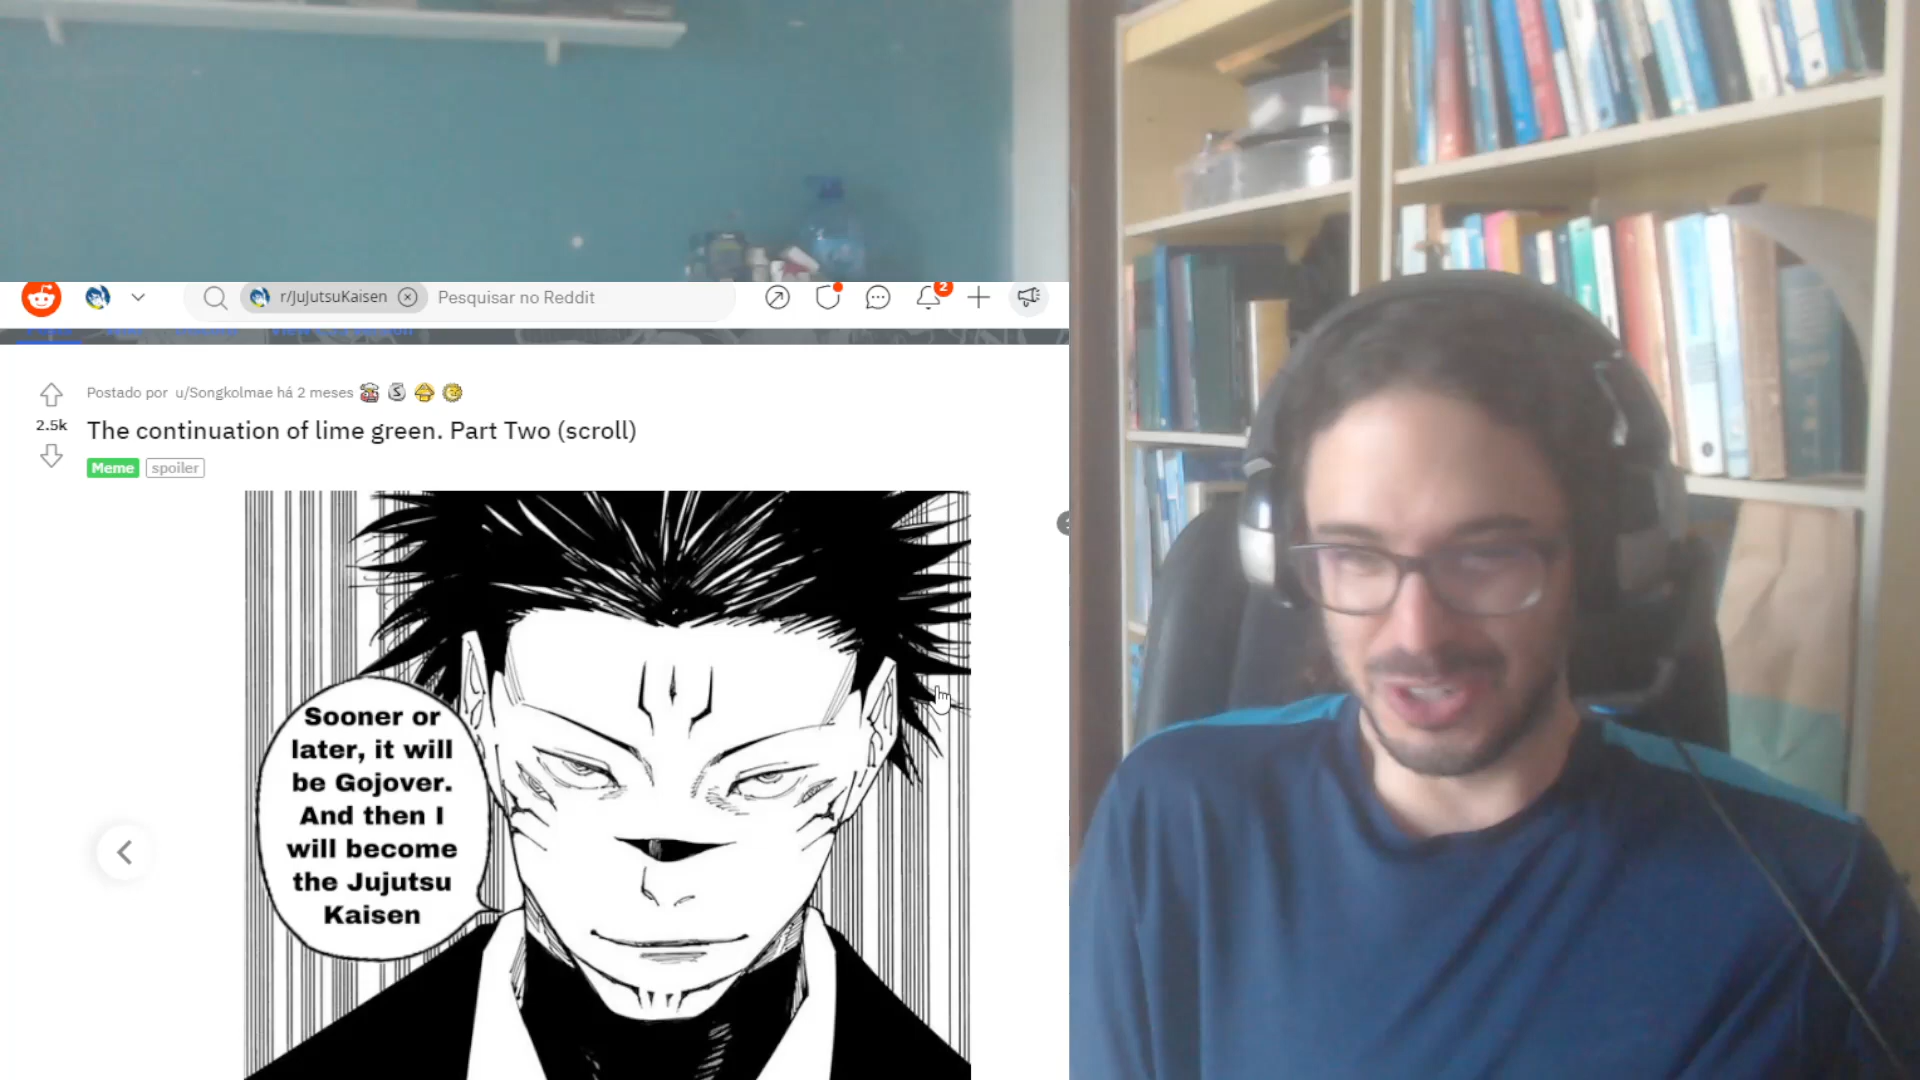 r/JuJutsuKaisen
Pesquisar no Reddit
2
Postado por u/Songkolmae há 2 meses
The continuation of lime green. Part Two (scroll)
2.5k
Meme
spoiler
Sooner or
later, it will
be Gojover.
And then I
will become
the Jujutsu
Kaisen